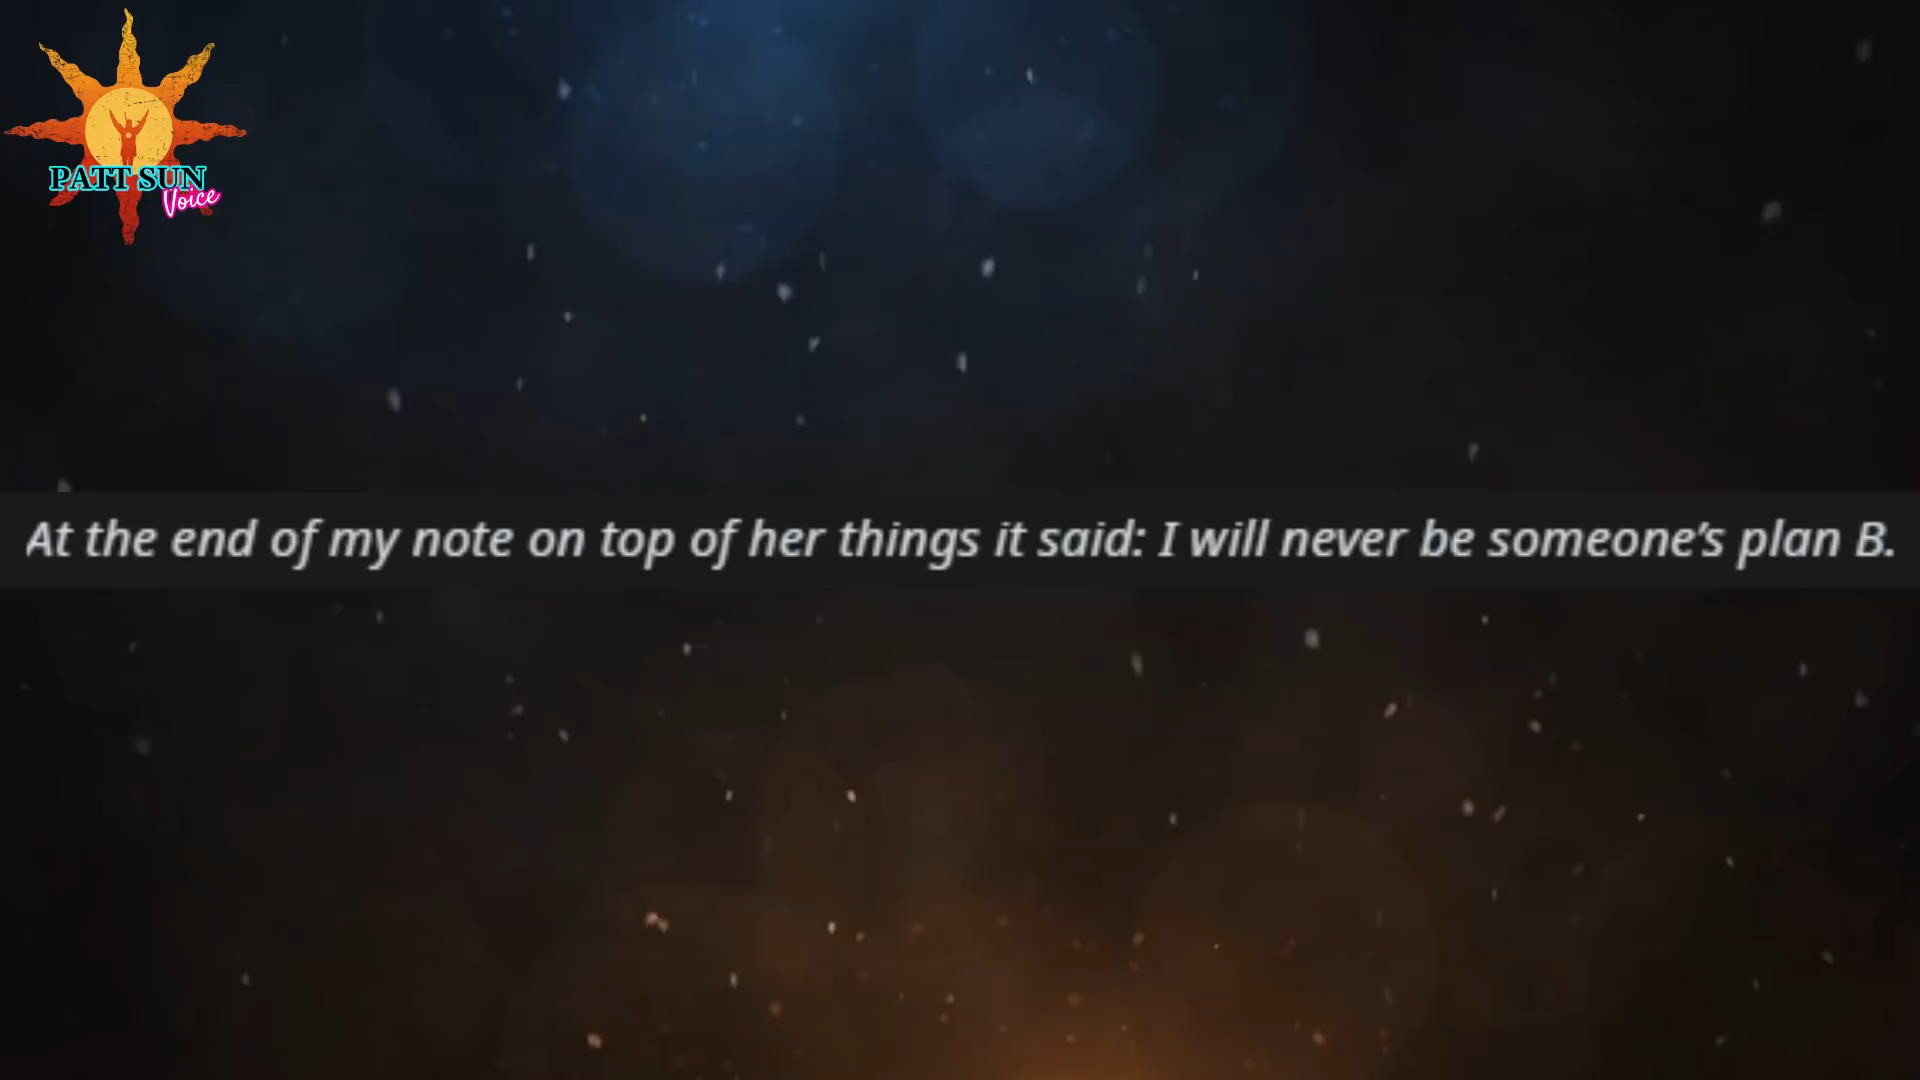 PATT SUN
Voice
At the end of my note on top of her things it said: I will never be someone’s plan B.